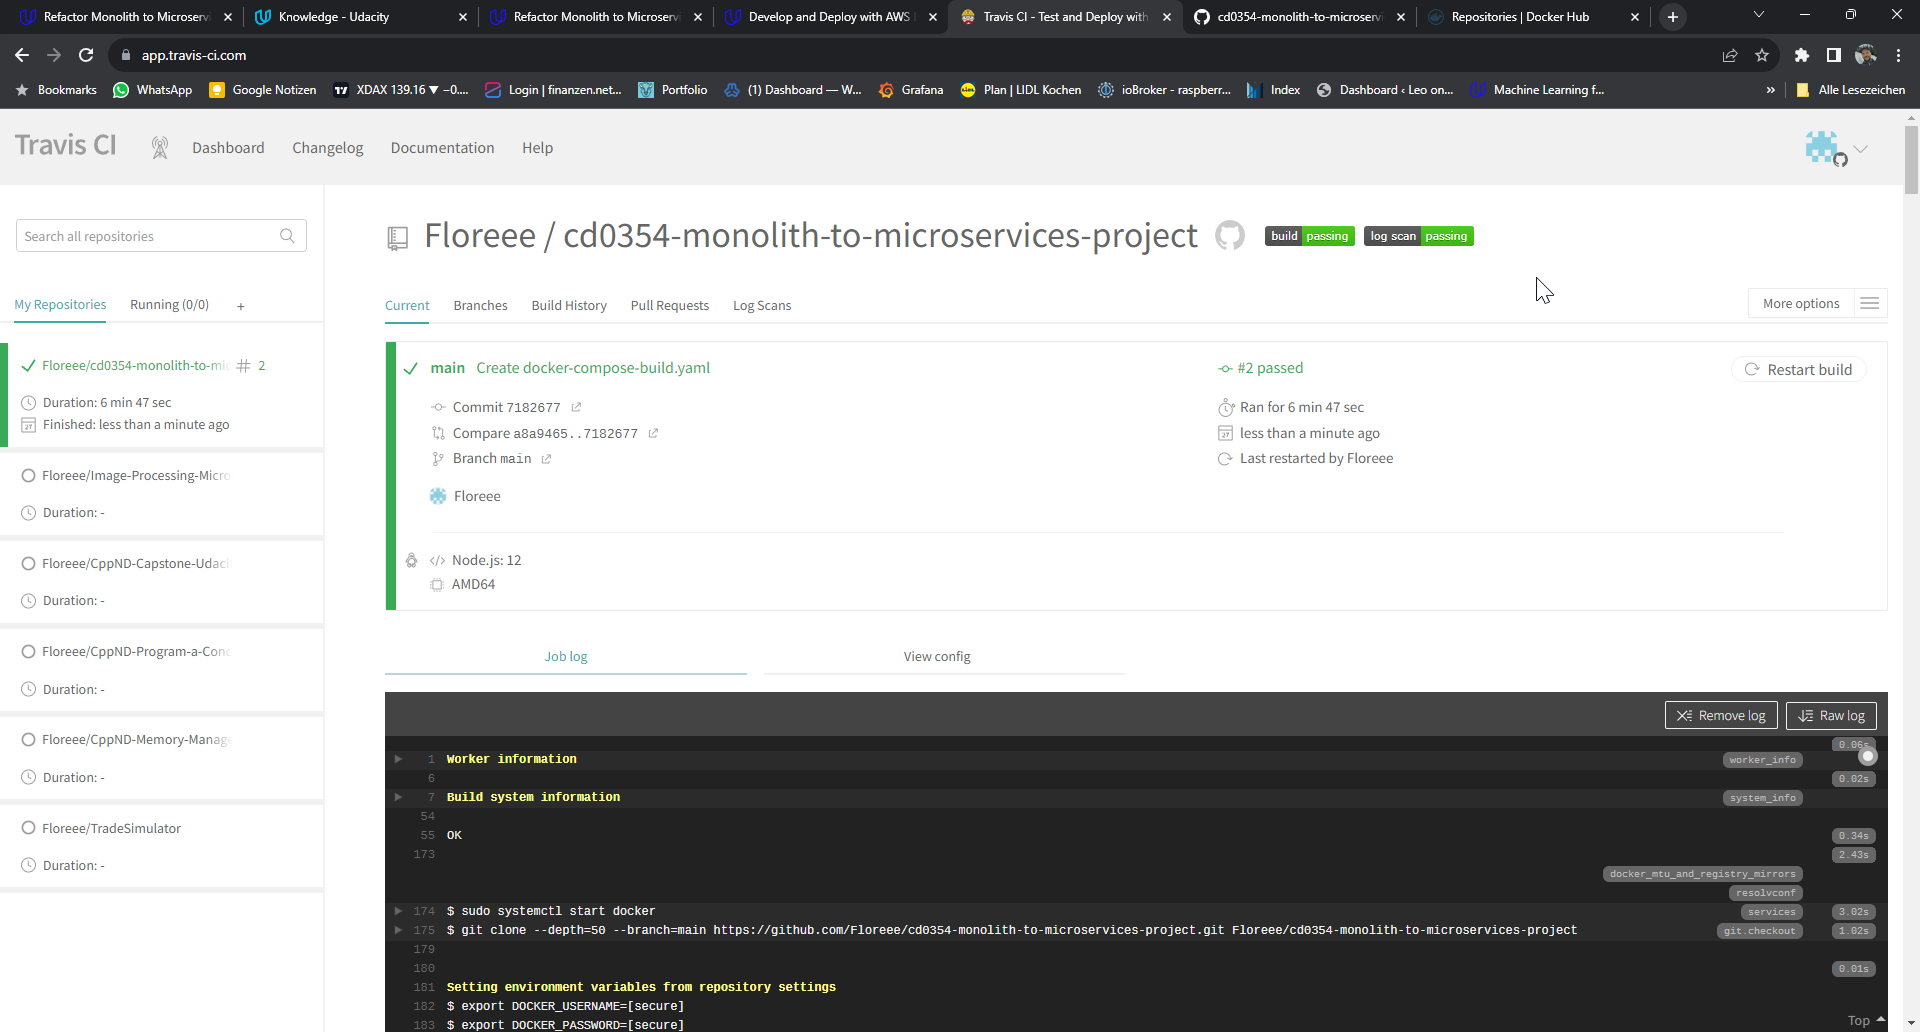 Refactor Monolith to Microservi
Knowledge - Udacity
Refactor Monolith to Microservi
Develop and Deploy with AWS
Travis CI - Test and Deploy with
cd0354-monolith-to-microservi
Repositories | Docker Hub
app.travis-ci.com
Bookmarks
WhatsApp
Google Notizen
XDAX 139.16 ▼ −0....
Login | finanzen.net...
Portfolio
(1) Dashboard — W...
Grafana
Plan | LIDL Kochen
ioBroker - raspberr...
Index
Dashboard ‹ Leo on...
Machine Learning f...
»
Alle Lesezeichen
Travis CI
Dashboard
Changelog
Documentation
Help
Search all repositories
My Repositories
Running (0/0)
+
Floreee/cd0354-monolith-to-mic # 2
Duration: 6 min 47 sec
Finished: less than a minute ago
Floreee/Image-Processing-Micro
Duration: -
Floreee/CppND-Capstone-Udaci
Duration: -
Floreee/CppND-Program-a-Conc
Duration: -
Floreee/CppND-Memory-Manage
Duration: -
Floreee/TradeSimulator
Duration: -
Floreee / cd0354-monolith-to-microservices-project
build passing
log scan passing
Current
Branches
Build History
Pull Requests
Log Scans
More options
main Create docker-compose-build.yaml
Commit 7182677
Compare a8a9465..7182677
Branch main
Floreee
#2 passed
Ran for 6 min 47 sec
less than a minute ago
Last restarted by Floreee
Restart build
</> Node.js: 12
AMD64
Job log
View config
Remove log
Raw log
0.06s
1 Worker information worker_info
6 0.02s
7 Build system information system_info
54
55 OK 0.34s
173 2.43s
docker_mtu_and_registry_mirrors
resolvconf
174 $ sudo systemctl start docker services 3.02s
175 $ git clone --depth=50 --branch=main https://github.com/Floreee/cd0354-monolith-to-microservices-project.git Floreee/cd0354-monolith-to-microservices-project git.checkout 1.02s
179
180 0.01s
181 Setting environment variables from repository settings
182 $ export DOCKER_USERNAME=[secure]
183 $ export DOCKER_PASSWORD=[secure]
Top